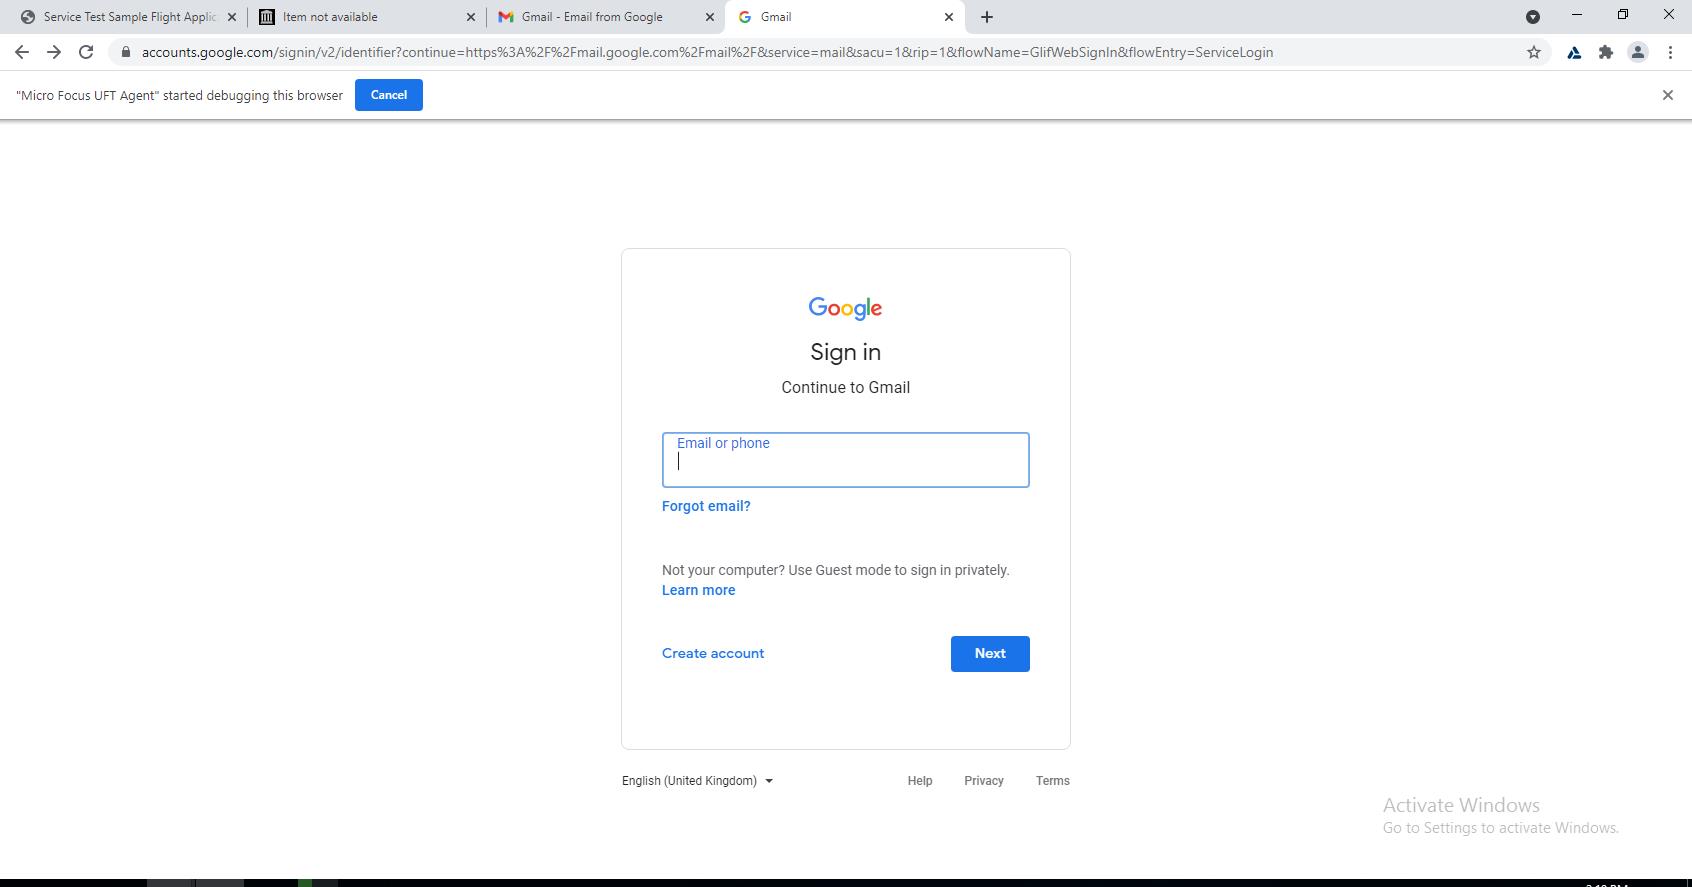 Service Test Sample Flight Applic
Item not available
Gmail - Email from Google
Gmail
accounts.google.com/signin/v2/identifier?continue=https%3A%2F%2Fmail.google.com%2Fmail%2F&service=mail&sacu=1&rip=1&flowName=GlifWebSignIn&flowEntry=ServiceLogin
"Micro Focus UFT Agent" started debugging this browser
Cancel
Google
Sign in
Continue to Gmail
Email or phone
Forgot email?
Not your computer? Use Guest mode to sign in privately.
Learn more
Create account
Next
English (United Kingdom)
Help
Privacy
Terms
Activate Windows
Go to Settings to activate Windows.